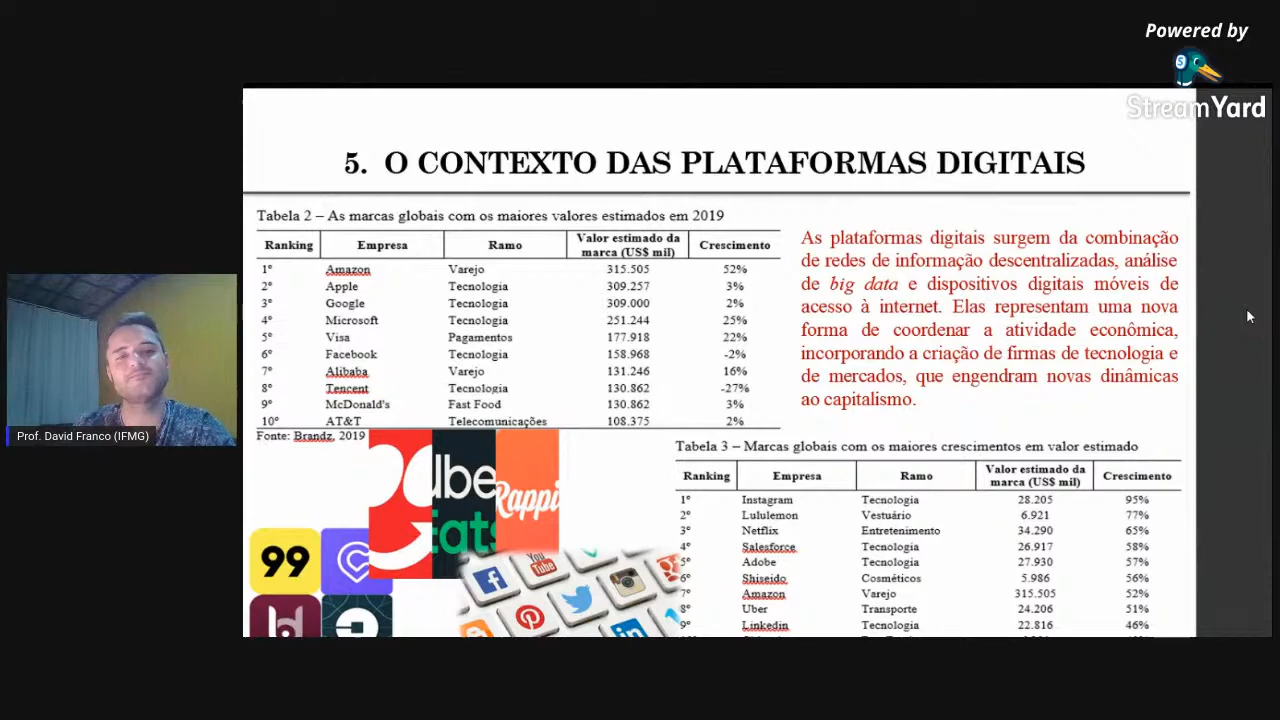 Powered by
StreamYard
5. O CONTEXTO DAS PLATAFORMAS DIGITAIS
Tabela 2 – As marcas globais com os maiores valores estimados em 2019
Ranking Empresa Ramo Valor estimado da marca (US$ mil) Crescimento
1º Amazon Varejo 315.505 52%
2º Apple Tecnologia 309.257 3%
3º Google Tecnologia 309.000 2%
4º Microsoft Tecnologia 251.244 25%
5º Visa Pagamentos 177.918 22%
6º Facebook Tecnologia 158.968 -2%
7º Alibaba Varejo 131.246 16%
8º Tencent Tecnologia 130.862 -27%
9º McDonald's Fast Food 130.862 3%
10º AT&T Telecomunicações 108.375 2%
Fonte: Brandz, 2019
As plataformas digitais surgem da combinação
de redes de informação descentralizadas, análise
de big data e dispositivos digitais móveis de
acesso à internet. Elas representam uma nova
forma de coordenar a atividade econômica,
incorporando a criação de firmas de tecnologia e
de mercados, que engendram novas dinâmicas
ao capitalismo.
Tabela 3 – Marcas globais com os maiores crescimentos em valor estimado
Ranking Empresa Ramo Valor estimado da marca (US$ mil) Crescimento
1º Instagram Tecnologia 28.205 95%
2º Lululemon Vestuário 6.921 77%
3º Netflix Entretenimento 34.290 65%
4º Salesforce Tecnologia 26.917 58%
5º Adobe Tecnologia 27.930 57%
6º Shiseido Cosméticos 5.986 56%
7º Amazon Varejo 315.505 52%
8º Uber Transporte 24.206 51%
9º Linkedin Tecnologia 22.816 46%
Ube
Eats
Rappi
99
You
Tube
in
Prof. David Franco (IFMG)